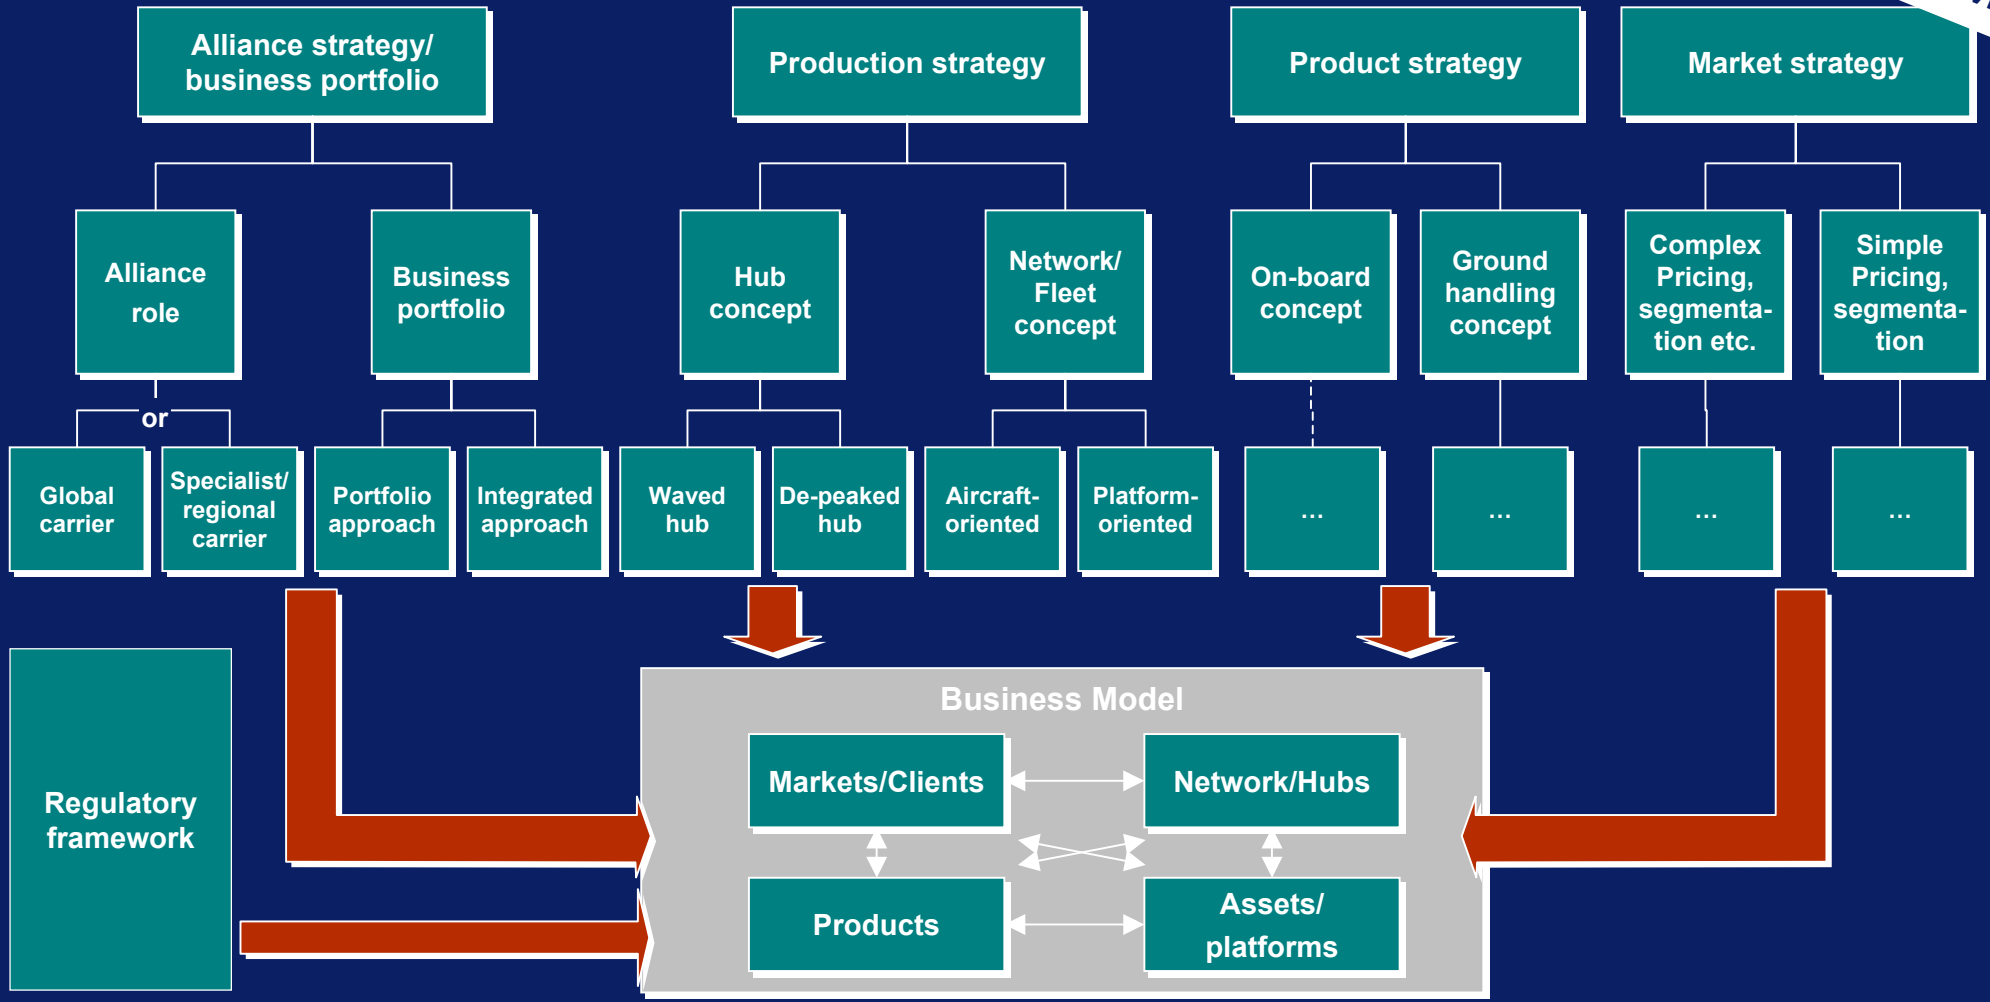 Alliance strategy/
business portfolio
Production strategy
Product strategy
Market strategy
Alliance
role
Business
portfolio
Hub
concept
Network/
Fleet
concept
On-board
concept
Ground
handling
concept
Complex
Pricing,
segmenta-
tion etc.
Simple
Pricing,
segmenta-
tion
or
Global
carrier
Specialist/
regional
carrier
Portfolio
approach
Integrated
approach
Waved
hub
De-peaked
hub
Aircraft-
oriented
Platform-
oriented
...
...
...
...
Regulatory
framework
Business Model
Markets/Clients
Network/Hubs
Products
Assets/
platforms